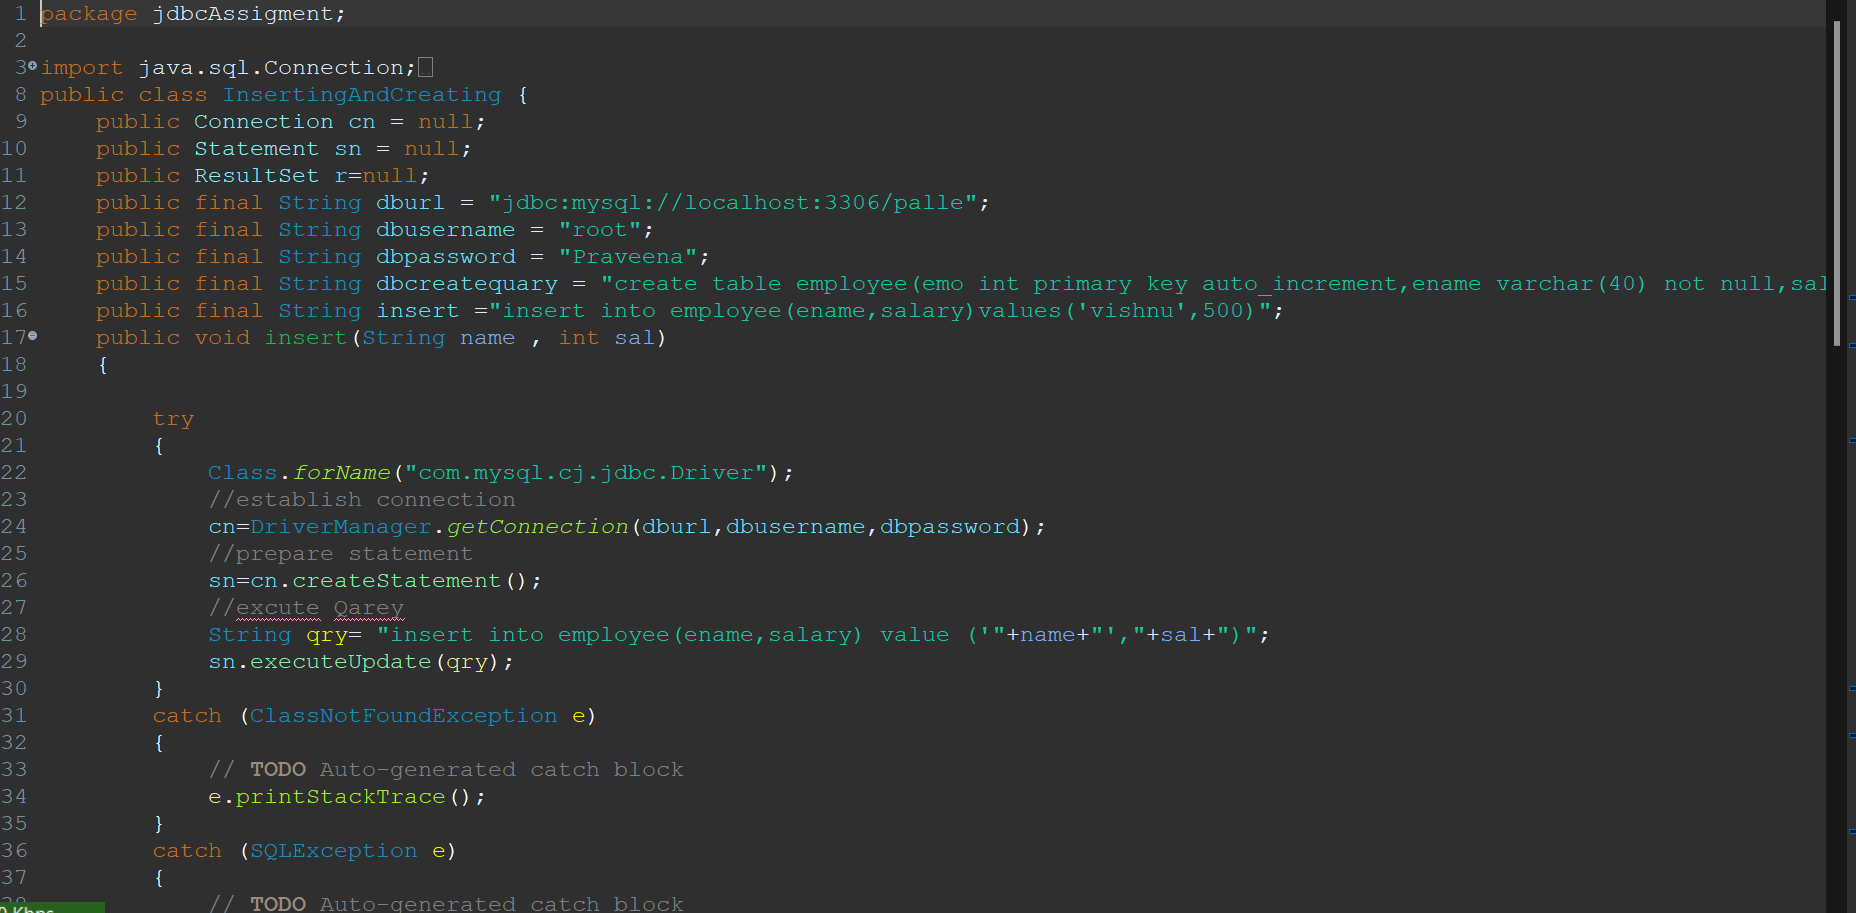 1 package jdbcAssigment;
2
3 import java.sql.Connection;
8 public class InsertingAndCreating {
9 public Connection cn = null;
10 public Statement sn = null;
11 public ResultSet r=null;
12 public final String dburl = "jdbc:mysql://localhost:3306/palle";
13 public final String dbusername = "root";
14 public final String dbpassword = "Praveena";
15 public final String dbcreatequary = "create table employee(emo int primary key auto_increment,ename varchar(40) not null,sal
16 public final String insert ="insert into employee(ename,salary)values('vishnu',500)";
17 public void insert(String name , int sal)
18 {
19
20 try
21 {
22 Class.forName("com.mysql.cj.jdbc.Driver");
23 //establish connection
24 cn=DriverManager.getConnection(dburl,dbusername,dbpassword);
25 //prepare statement
26 sn=cn.createStatement();
27 //excute Qarey
28 String qry= "insert into employee(ename,salary) value ('"+name+"',"+sal+")";
29 sn.executeUpdate(qry);
30 }
31 catch (ClassNotFoundException e)
32 {
33 // TODO Auto-generated catch block
34 e.printStackTrace();
35 }
36 catch (SQLException e)
37 {
// TODO Auto-generated catch block